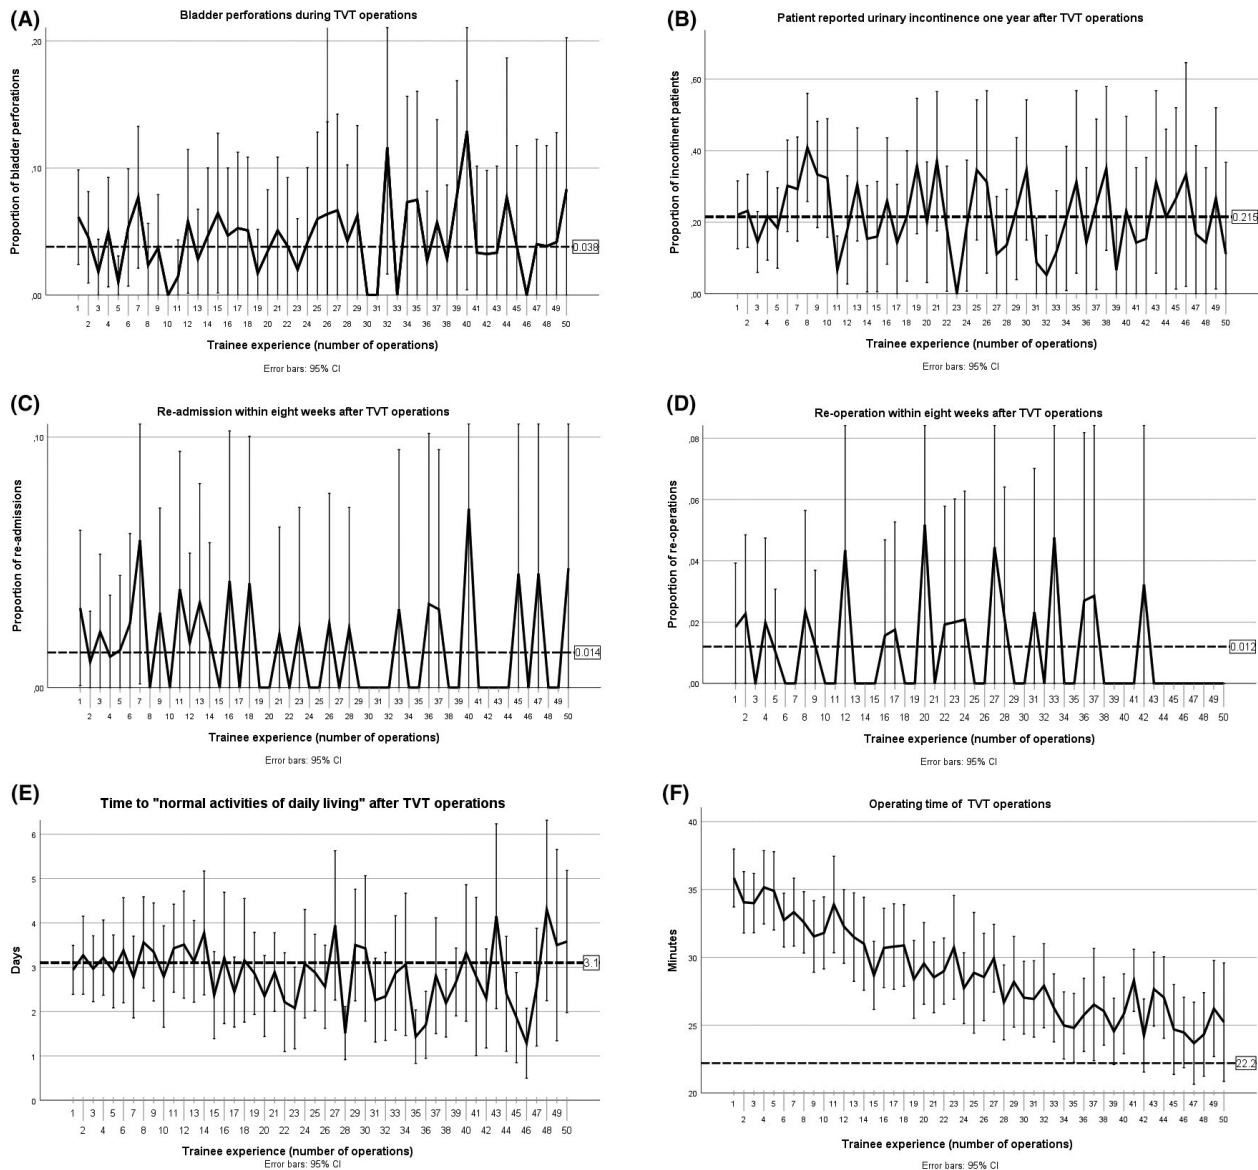 (A)
Bladder perforations during TVT operations
Proportion of bladder perforations
,20
,10
,00
0.038
1 3 5 7 9 11 13 15 17 19 21 23 25 27 29 31 33 35 37 39 41 43 45 47 49
2 4 6 8 10 12 14 16 18 20 22 24 26 28 30 32 34 36 38 40 42 44 46 48 50
Trainee experience (number of operations)
Error bars: 95% CI
(B)
Patient reported urinary incontinence one year after TVT operations
Proportion of incontinent patients
,60
,40
,20
,00
0.215
1 3 5 7 9 11 13 15 17 19 21 23 25 27 29 31 33 35 37 39 41 43 45 47 49
2 4 6 8 10 12 14 16 18 20 22 24 26 28 30 32 34 36 38 40 42 44 46 48 50
Trainee experience (number of operations)
Error bars: 95% CI
(C)
Re-admission within eight weeks after TVT operations
Proportion of re-admissions
,10
,00
0.014
1 3 5 7 9 11 13 15 17 19 21 23 25 27 29 31 33 35 37 39 41 43 45 47 49
2 4 6 8 10 12 14 16 18 20 22 24 26 28 30 32 34 36 38 40 42 44 46 48 50
Trainee experience (number of operations)
Error bars: 95% CI
(D)
Re-operation within eight weeks after TVT operations
Proportion of re-operations
,08
,06
,04
,02
,00
0.012
1 3 5 7 9 11 13 15 17 19 21 23 25 27 29 31 33 35 37 39 41 43 45 47 49
2 4 6 8 10 12 14 16 18 20 22 24 26 28 30 32 34 36 38 40 42 44 46 48 50
Trainee experience (number of operations)
Error bars: 95% CI
(E)
Time to "normal activities of daily living" after TVT operations
Days
6
5
4
3
2
1
0
3.1
1 3 5 7 9 11 13 15 17 19 21 23 25 27 29 31 33 35 37 39 41 43 45 47 49
2 4 6 8 10 12 14 16 18 20 22 24 26 28 30 32 34 36 38 40 42 44 46 48 50
Trainee experience (number of operations)
Error bars: 95% CI
(F)
Operating time of TVT operations
Minutes
40
35
30
25
20
22.2
1 3 5 7 9 11 13 15 17 19 21 23 25 27 29 31 33 35 37 39 41 43 45 47 49
2 4 6 8 10 12 14 16 18 20 22 24 26 28 30 32 34 36 38 40 42 44 46 48 50
Trainee experience (number of operations)
Error bars: 95% CI